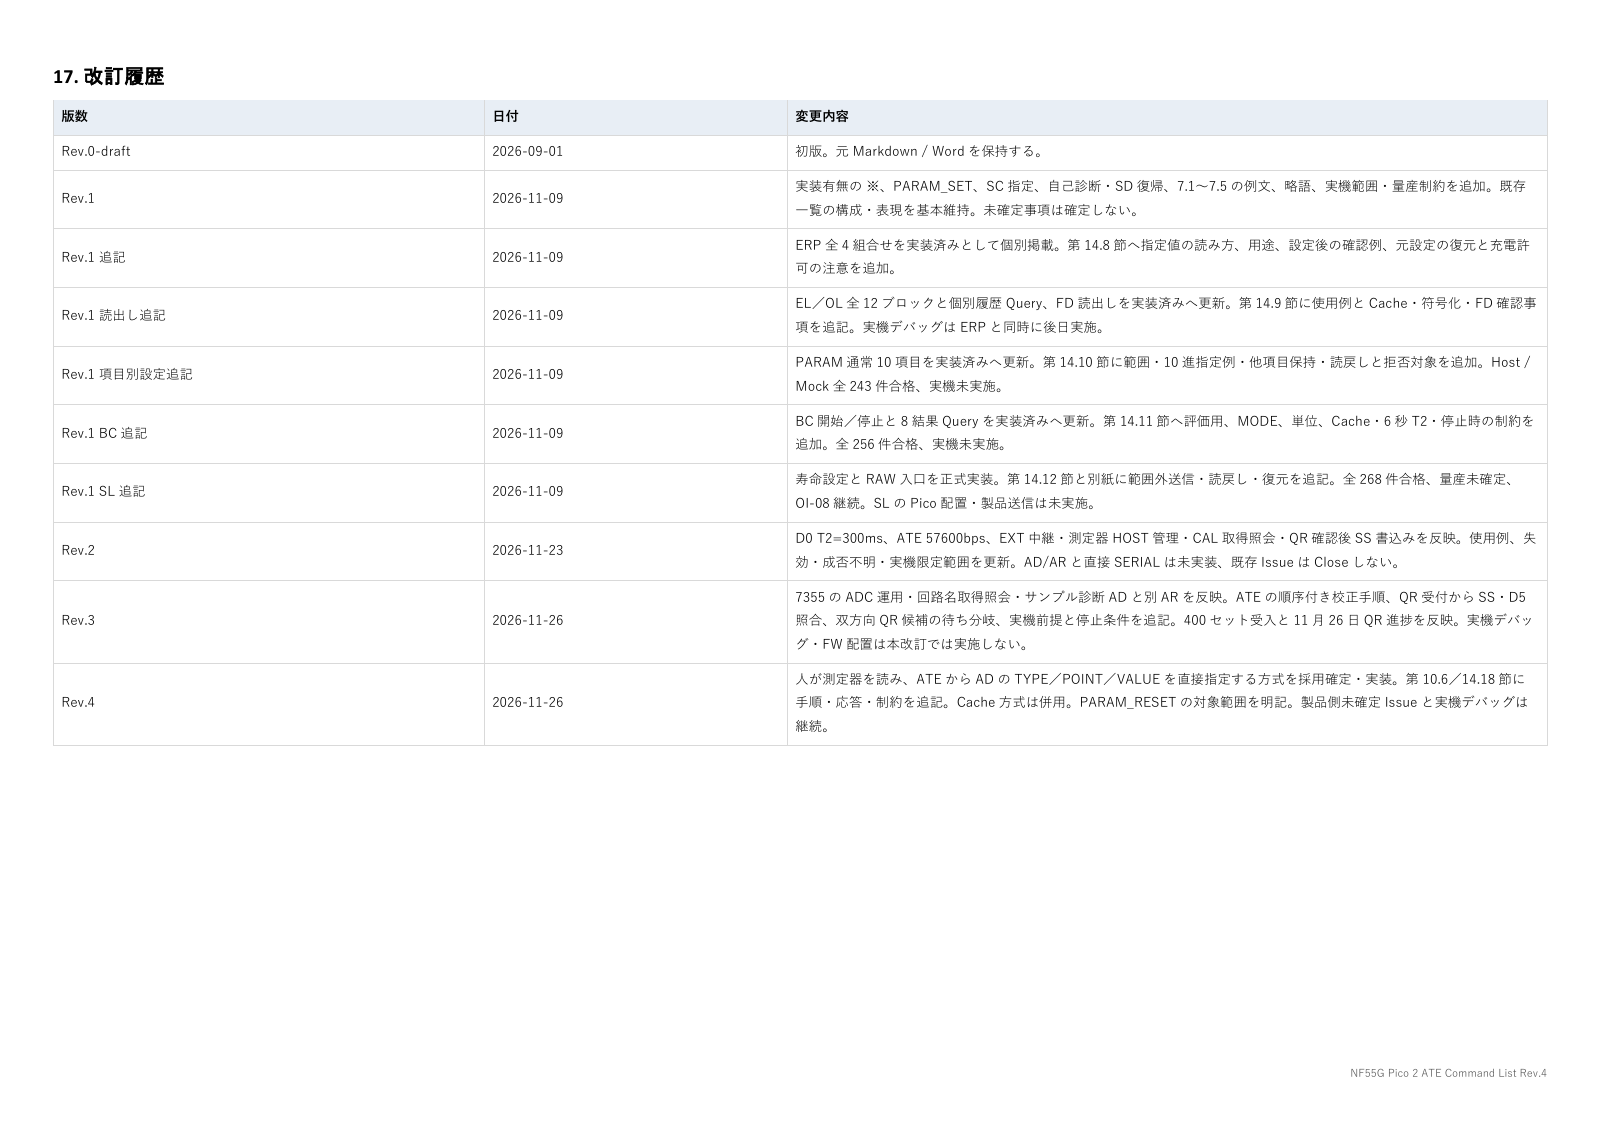 17. 改訂履歴
版数 日付 変更内容
Rev.0-draft 2026-09-01 初版。元 Markdown / Word を保持する。
Rev.1 2026-11-09 実装有無の ※、PARAM_SET、SC 指定、自己診断・SD 復帰、7.1～7.5 の例文、略語、実機範囲・量産制約を追加。既存
一覧の構成・表現を基本維持。未確定事項は確定しない。
Rev.1 追記 2026-11-09 ERP 全 4 組合せを実装済みとして個別掲載。第 14.8 節へ指定値の読み方、用途、設定後の確認例、元設定の復元と充電許
可の注意を追加。
Rev.1 読出し追記 2026-11-09 EL／OL 全 12 ブロックと個別履歴 Query、FD 読出しを実装済みへ更新。第 14.9 節に使用例と Cache・符号化・FD 確認事
項を追記。実機デバッグは ERP と同時に後日実施。
Rev.1 項目別設定追記 2026-11-09 PARAM 通常 10 項目を実装済みへ更新。第 14.10 節に範囲・10 進指定例・他項目保持・読戻しと拒否対象を追加。Host /
Mock 全 243 件合格、実機未実施。
Rev.1 BC 追記 2026-11-09 BC 開始／停止と 8 結果 Query を実装済みへ更新。第 14.11 節へ評価用、MODE、単位、Cache・6 秒 T2・停止時の制約を
追加。全 256 件合格、実機未実施。
Rev.1 SL 追記 2026-11-09 寿命設定と RAW 入口を正式実装。第 14.12 節と別紙に範囲外送信・読戻し・復元を追記。全 268 件合格、量産未確定、
OI-08 継続。SL の Pico 配置・製品送信は未実施。
Rev.2 2026-11-23 D0 T2=300ms、ATE 57600bps、EXT 中継・測定器 HOST 管理・CAL 取得照会・QR 確認後 SS 書込みを反映。使用例、失
効・成否不明・実機限定範囲を更新。AD/AR と直接 SERIAL は未実装、既存 Issue は Close しない。
Rev.3 2026-11-26 7355 の ADC 運用・回路名取得照会・サンプル診断 AD と別 AR を反映。ATE の順序付き校正手順、QR 受付から SS・D5
照合、双方向 QR 候補の待ち分岐、実機前提と停止条件を追記。400 セット受入と 11 月 26 日 QR 進捗を反映。実機デバッ
グ・FW 配置は本改訂では実施しない。
Rev.4 2026-11-26 人が測定器を読み、ATE から AD の TYPE／POINT／VALUE を直接指定する方式を採用確定・実装。第 10.6／14.18 節に
手順・応答・制約を追記。Cache 方式は併用。PARAM_RESET の対象範囲を明記。製品側未確定 Issue と実機デバッグは
継続。
NF55G Pico 2 ATE Command List Rev.4